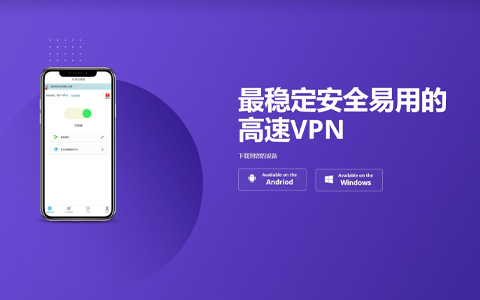 最稳定安全易用的
高速VPN
下载到您的设备
Available on the
Andriod
Available on the
Windows